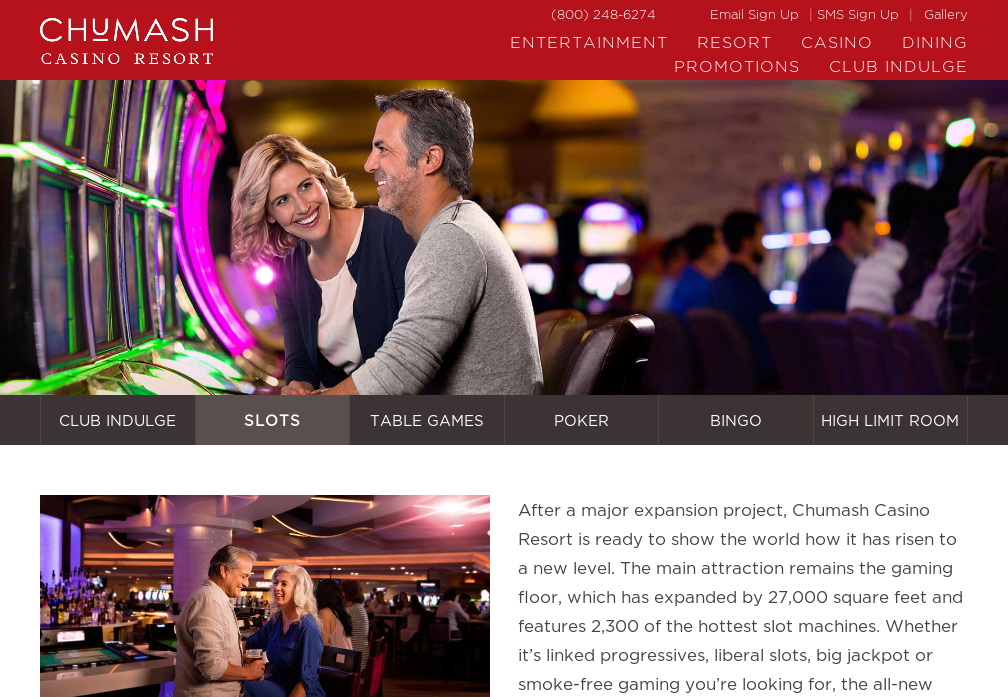 CHUMASH
CASINO RESORT
(800) 248-6274
Email Sign Up | SMS Sign Up | Gallery
ENTERTAINMENT RESORT CASINO DINING
PROMOTIONS CLUB INDULGE
CLUB INDULGE SLOTS TABLE GAMES POKER BINGO HIGH LIMIT ROOM
After a major expansion project, Chumash Casino
Resort is ready to show the world how it has risen to
a new level. The main attraction remains the gaming
floor, which has expanded by 27,000 square feet and
features 2,300 of the hottest slot machines. Whether
it’s linked progressives, liberal slots, big jackpot or
smoke-free gaming you’re looking for, the all-new